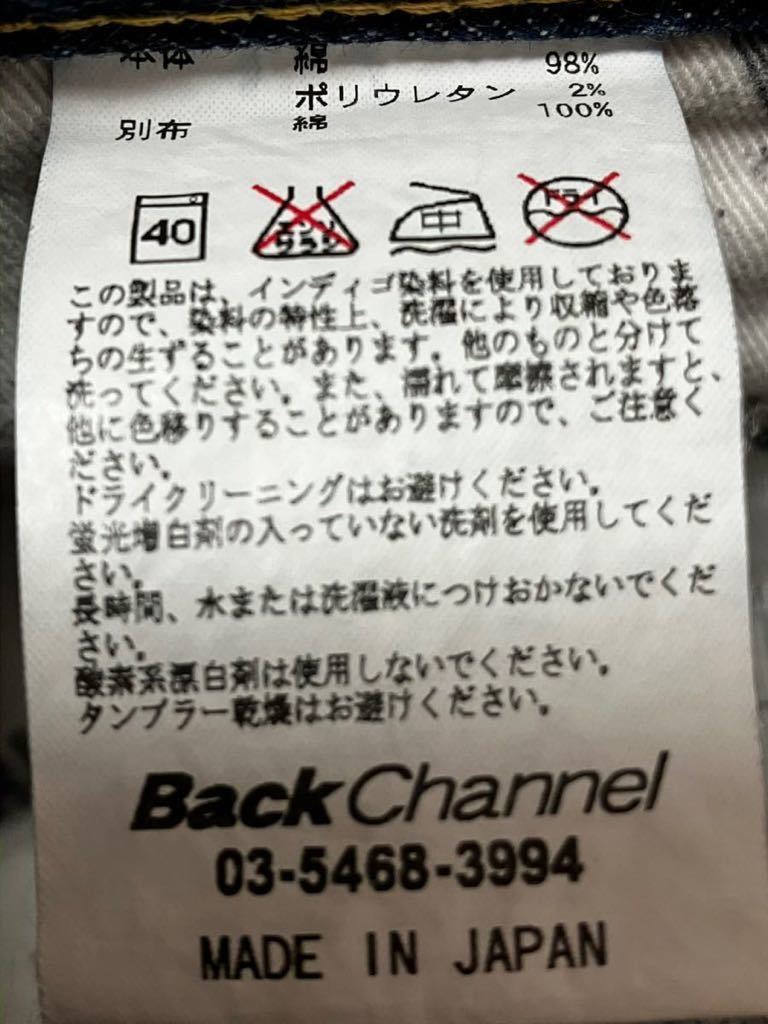 本体 綿 98%
ポリウレタン 2%
別布 綿 100%
40 エンソサラシ 中 ドライ
この製品は、インディゴ染料を使用しておりま
すので、染料の特性上、洗濯により収縮や色落
ちの生ずることがあります。他のものと分けて
洗ってください。また、濡れて摩擦されますと、
他に色移りすることがありますので、ご注意く
ださい。
ドライクリーニングはお避けください。
蛍光増白剤の入っていない洗剤を使用してくだ
さい。
長時間、水または洗濯液につけおかないでくだ
さい。
酸素系漂白剤は使用しないでください。
タンブラー乾燥はお避けください。
BackChannel
03-5468-3994
MADE IN JAPAN